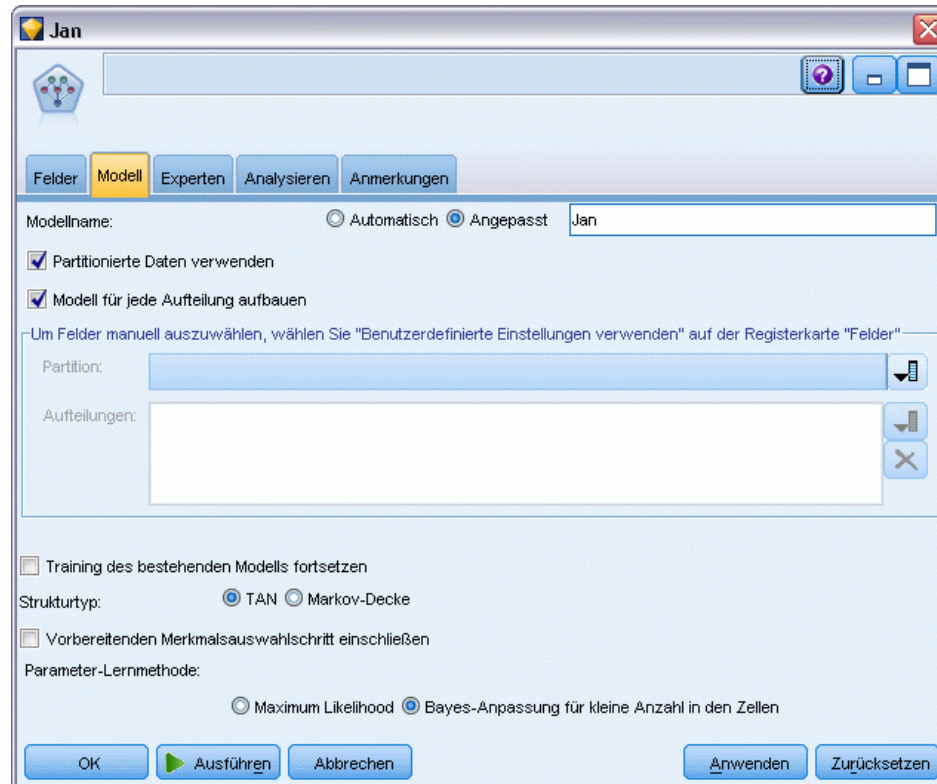 Jan
Felder Modell Experten Analysieren Anmerkungen
Modellname: Automatisch Angepasst Jan
Partitionierte Daten verwenden
Modell für jede Aufteilung aufbauen
Um Felder manuell auszuwählen, wählen Sie "Benutzerdefinierte Einstellungen verwenden" auf der Registerkarte "Felder"
Partition:
Aufteilungen:
Training des bestehenden Modells fortsetzen
Strukturtyp: TAN Markov-Decke
Vorbereitenden Merkmalsauswahlschritt einschließen
Parameter-Lernmethode:
Maximum Likelihood Bayes-Anpassung für kleine Anzahl in den Zellen
OK Ausführen Abbrechen Anwenden Zurücksetzen